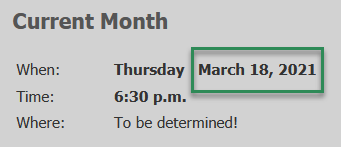 Current Month
When: Thursday March 18, 2021
Time: 6:30 p.m.
Where: To be determined!